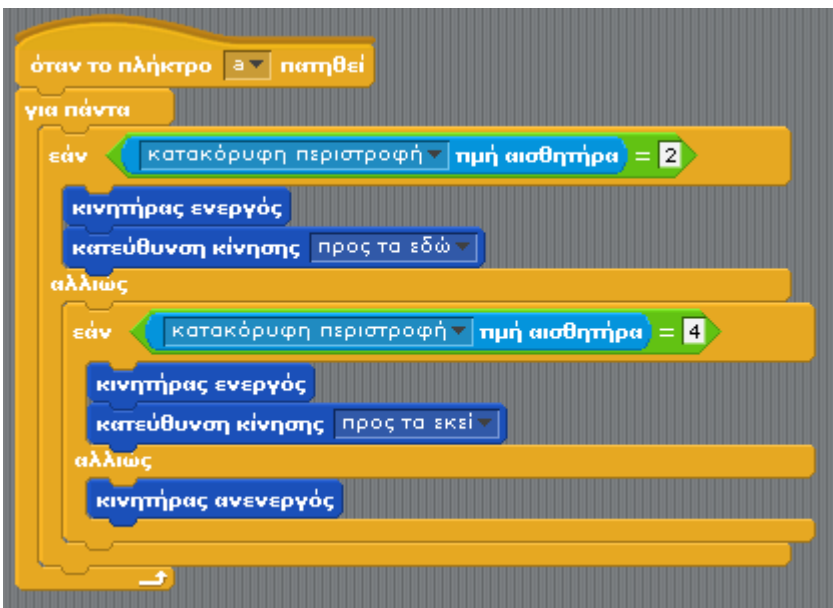 όταν το πλήκτρο a πατηθεί
για πάντα
εάν κατακόρυφη περιστροφή τιμή αισθητήρα = 2
κινητήρας ενεργός
κατεύθυνση κίνησης προς τα εδώ
αλλιώς
εάν κατακόρυφη περιστροφή τιμή αισθητήρα = 4
κινητήρας ενεργός
κατεύθυνση κίνησης προς τα εκεί
αλλιώς
κινητήρας ανενεργός